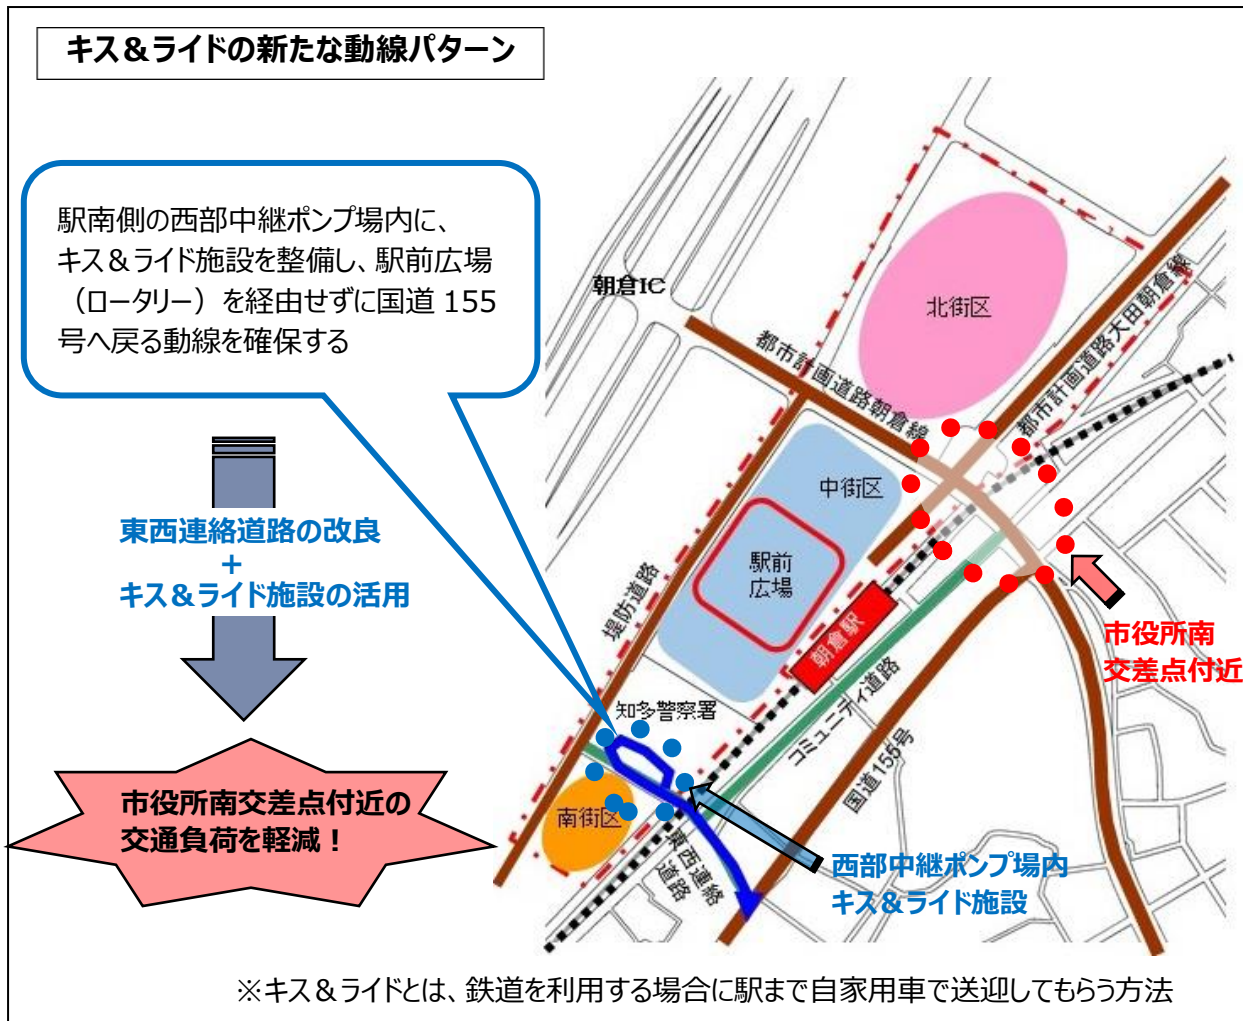 キス&ライドの新たな動線パターン
駅南側の西部中継ポンプ場内に、
キス&ライド施設を整備し、駅前広場
(ロータリー)を経由せずに国道 155
号へ戻る動線を確保する
東西連絡道路の改良
+
キス&ライド施設の活用
市役所南交差点付近の
交通負荷を軽減!
朝倉IC
北街区
都市計画道路朝倉線
都市計画道路大田朝倉線
中街区
駅前
広場
堤防道路
朝倉駅
市役所南
交差点付近
コミュニティ道路
知多警察署
国道155号
南街区
東西連絡
道路
西部中継ポンプ場内
キス&ライド施設
※キス&ライドとは、鉄道を利用する場合に駅まで自家用車で送迎してもらう方法